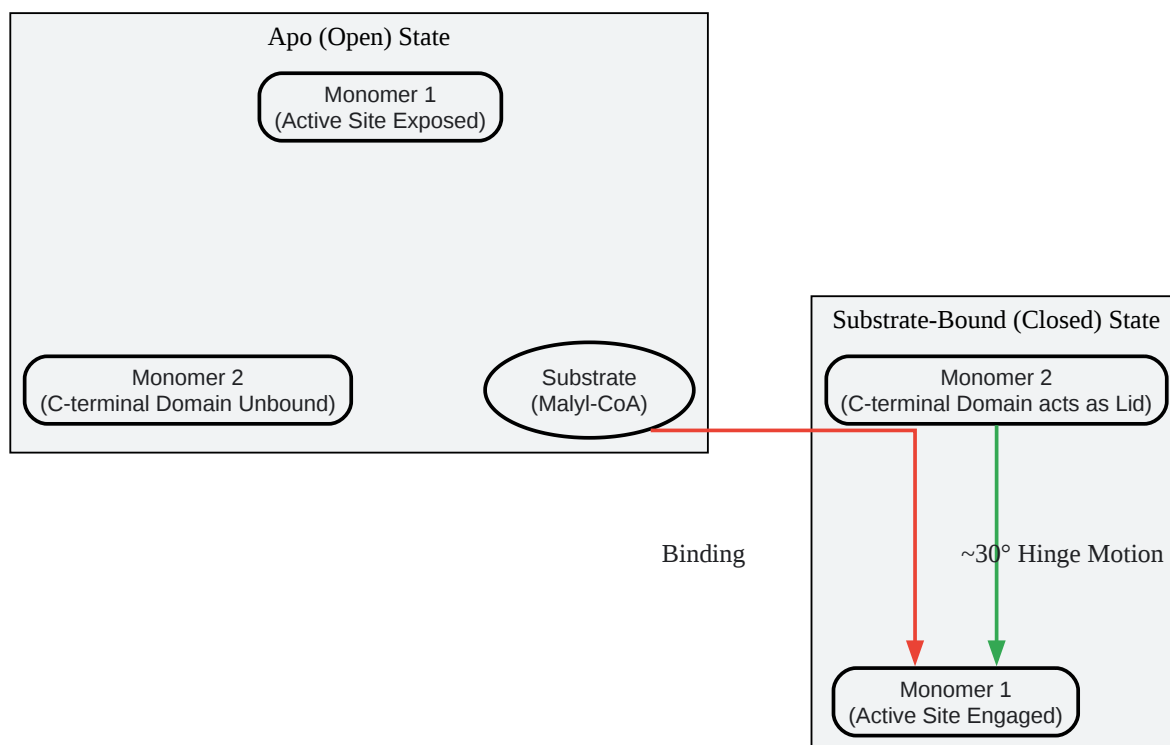 Apo (Open) State
Monomer 1
(Active Site Exposed)
Monomer 2
(C-terminal Domain Unbound)
Substrate
(Malyl-CoA)
Substrate-Bound (Closed) State
Monomer 2
(C-terminal Domain acts as Lid)
Binding
~30° Hinge Motion
Monomer 1
(Active Site Engaged)